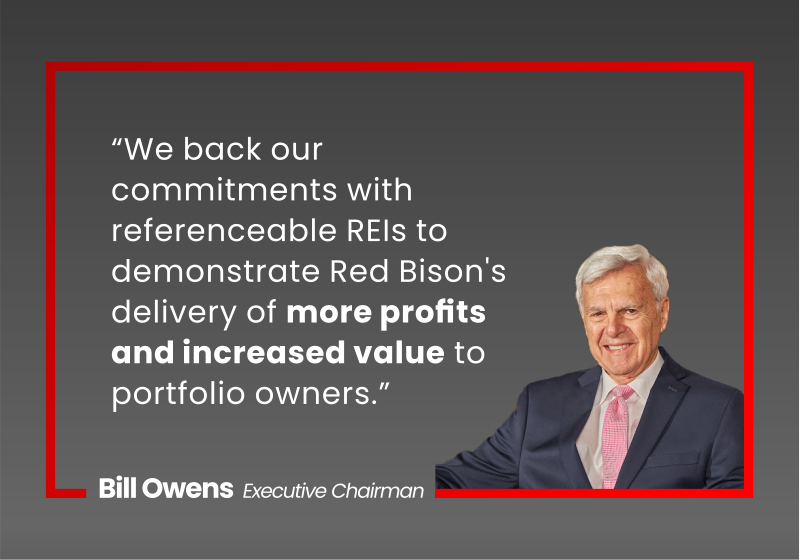 “We back our
commitments with
referenceable REIs to
demonstrate Red Bison's
delivery of more profits
and increased value to
portfolio owners.”
Bill Owens Executive Chairman